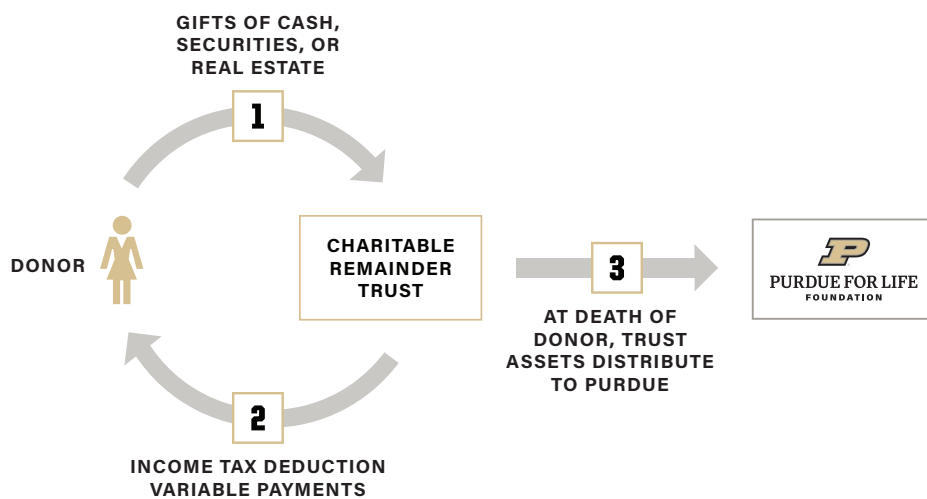 GIFTS OF CASH,
SECURITIES, OR
REAL ESTATE
1
DONOR
CHARITABLE
REMAINDER
TRUST
3
P
PURDUE FOR LIFE
FOUNDATION
AT DEATH OF
DONOR, TRUST
ASSETS DISTRIBUTE
TO PURDUE
2
INCOME TAX DEDUCTION
VARIABLE PAYMENTS